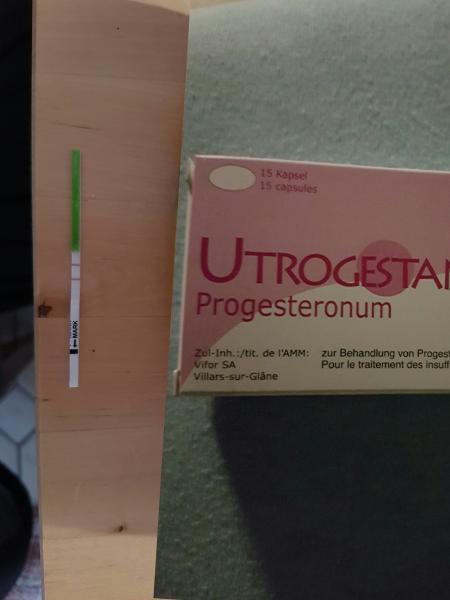 MARK
15 Kapsel
15 capsules
UTROGESTA
Progesteronum
Zul-Inh.:/tit. de l'AMM:
Vifor SA
Villars-sur-Glâne
zur Behandlung von Progest
Pour le traitement des insuff